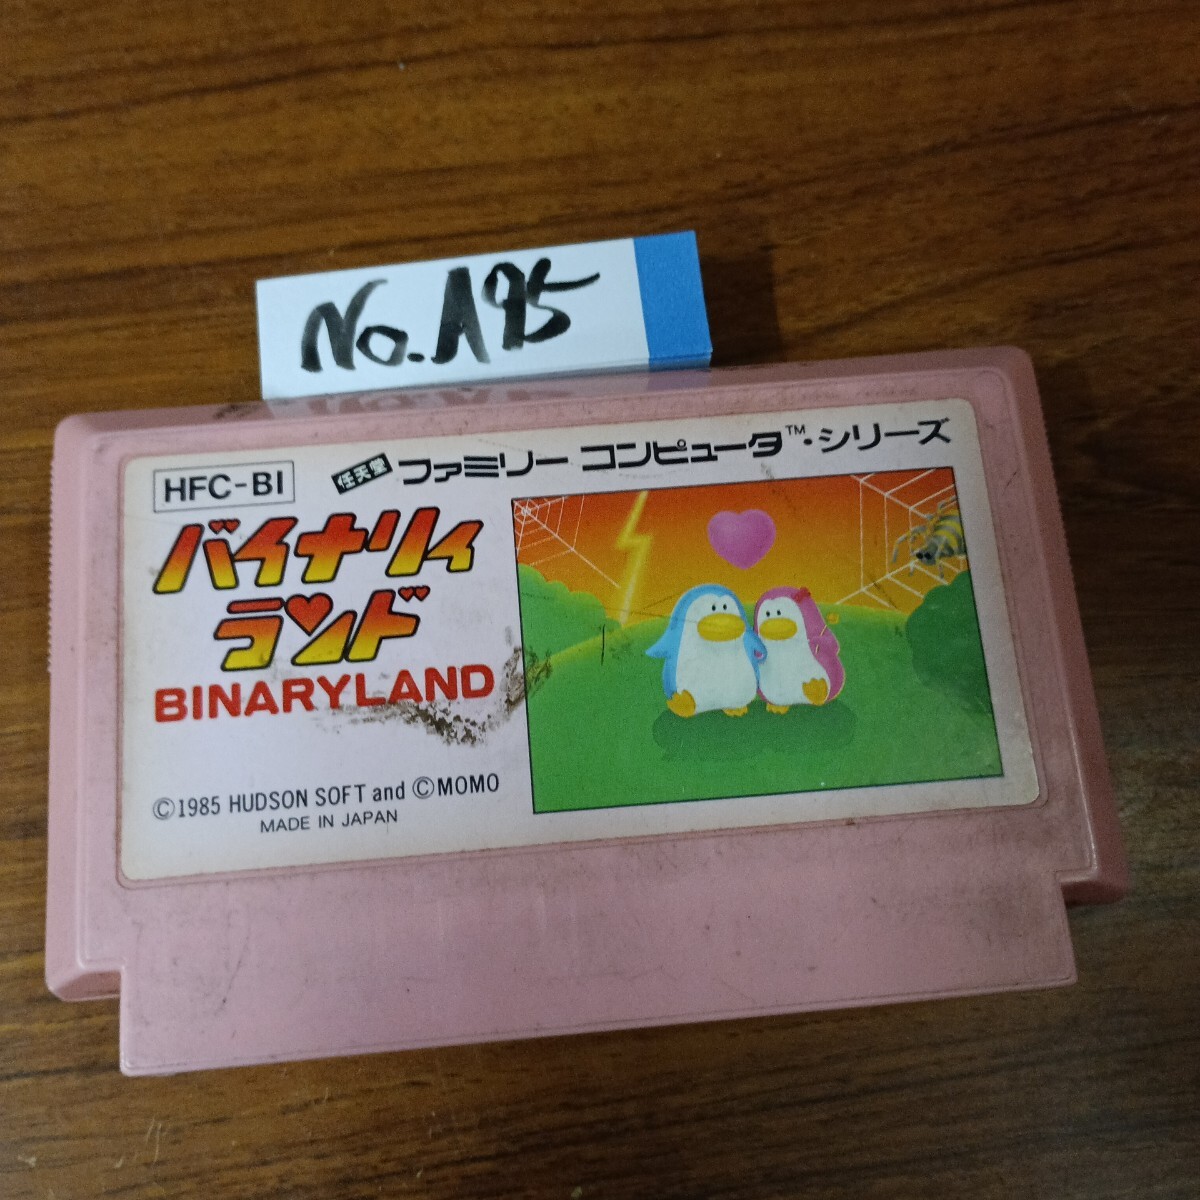 No.A95
HFC-BI
任天堂 ファミリー コンピュータ™・シリーズ
バイナリィ
ランド
BINARYLAND
©1985 HUDSON SOFT and ©MOMO
MADE IN JAPAN